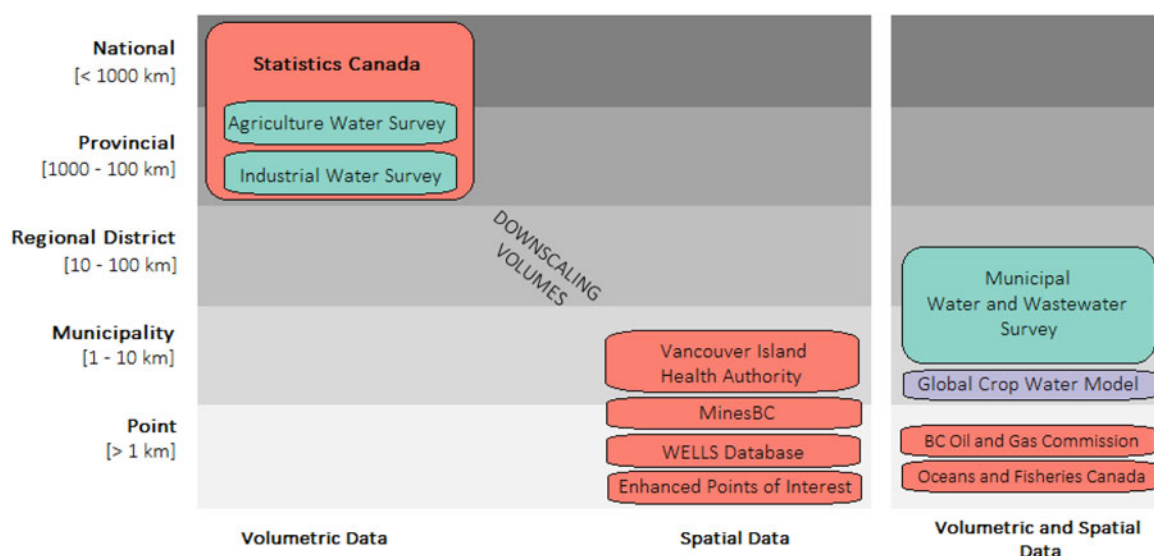 National
[< 1000 km]
Provincial
[1000 - 100 km]
Regional District
[10 - 100 km]
Municipality
[1 - 10 km]
Point
[> 1 km]
Statistics Canada
Agriculture Water Survey
Industrial Water Survey
DOWNSCALING
VOLUMES
Vancouver Island
Health Authority
MinesBC
WELLS Database
Enhanced Points of Interest
Municipal
Water and Wastewater
Survey
Global Crop Water Model
BC Oil and Gas Commission
Oceans and Fisheries Canada
Volumetric Data
Spatial Data
Volumetric and Spatial
Data